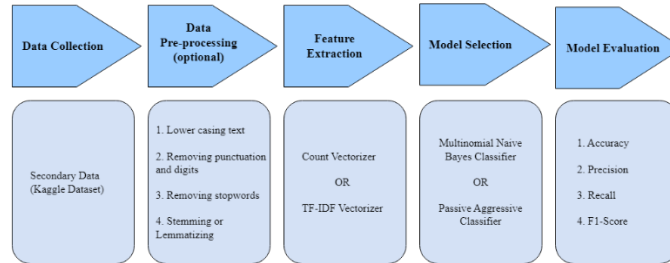 Data Collection
Data
Pre-processing
(optional)
Feature
Extraction
Model Selection
Model Evaluation
Secondary Data
(Kaggle Dataset)
1. Lower casing text
2. Removing punctuation
and digits
3. Removing stopwords
4. Stemming or
Lemmatizing
Count Vectorizer
OR
TF-IDF Vectorizer
Multinomial Naive
Bayes Classifier
OR
Passive Aggressive
Classifier
1. Accuracy
2. Precision
3. Recall
4. F1-Score